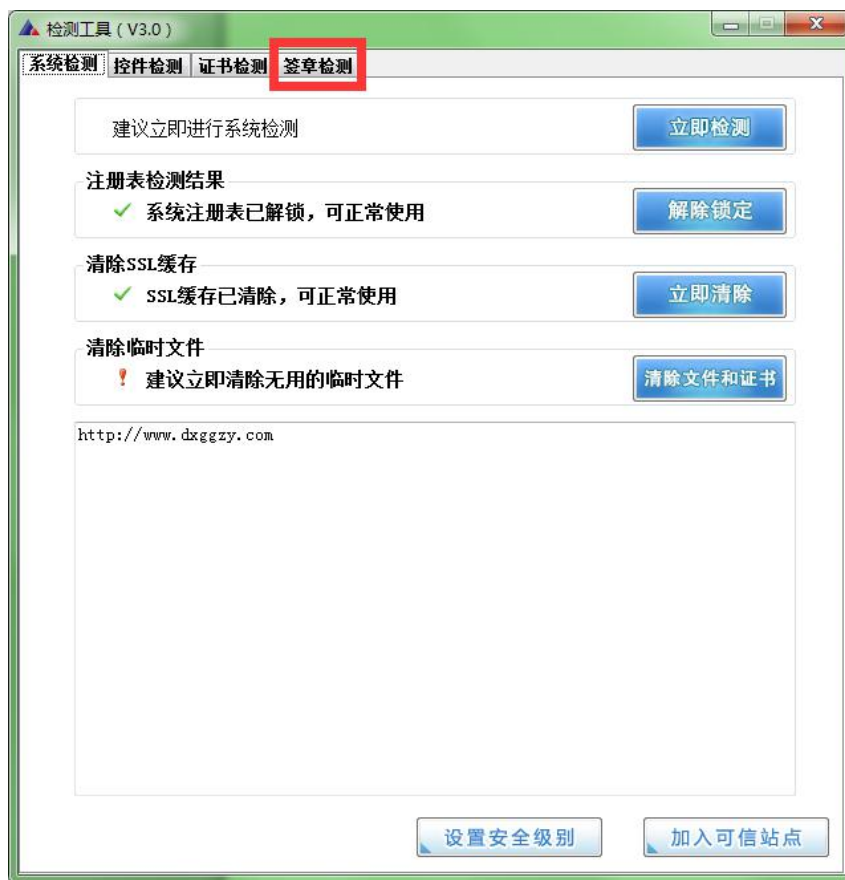 检测工具(V3.0)
系统检测 控件检测 证书检测 签章检测
建议立即进行系统检测 立即检测
注册表检测结果
系统注册表已解锁，可正常使用 解除锁定
清除SSL缓存
SSL缓存已清除，可正常使用 立即清除
清除临时文件
建议立即清除无用的临时文件 清除文件和证书
http://www.dxggzy.com
设置安全级别 加入可信站点